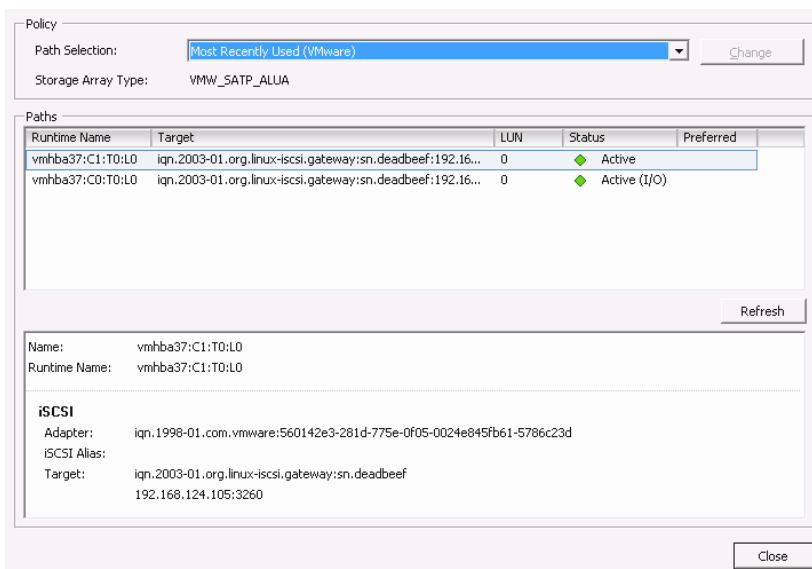 Policy
Path Selection: Most Recently Used (VMware) Change
Storage Array Type: VMW_SATP_ALUA
Paths
Runtime Name Target LUN Status Preferred
vmhba37:C1:T0:L0 iqn.2003-01.org.linux-iscsi.gateway:sn.deadbeef:192.16... 0 Active
vmhba37:C0:T0:L0 iqn.2003-01.org.linux-iscsi.gateway:sn.deadbeef:192.16... 0 Active (I/O)
Refresh
Name: vmhba37:C1:T0:L0
Runtime Name: vmhba37:C1:T0:L0
iSCSI
Adapter: iqn.1998-01.com.vmware:560142e3-281d-775e-0f05-0024e845fb61-5786c23d
iSCSI Alias:
Target: iqn.2003-01.org.linux-iscsi.gateway:sn.deadbeef
192.168.124.105:3260
Close